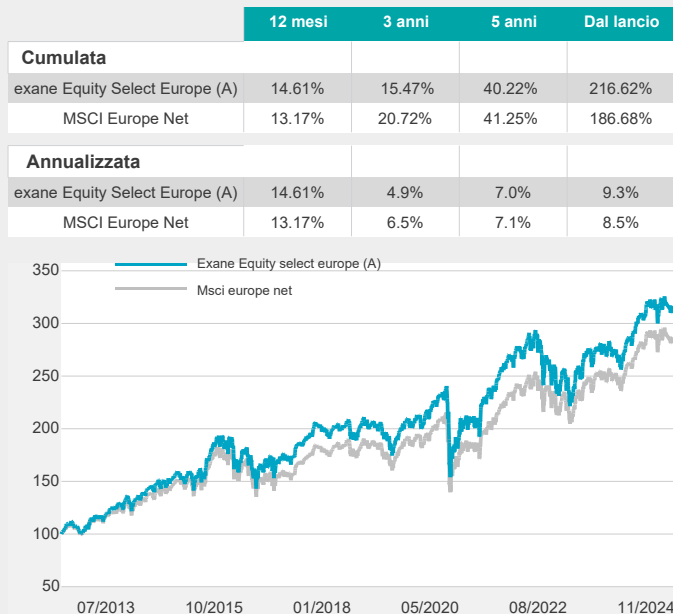 12 mesi 3 anni 5 anni Dal lancio
Cumulata
exane Equity Select Europe (A) 14.61% 15.47% 40.22% 216.62%
MSCI Europe Net 13.17% 20.72% 41.25% 186.68%
Annualizzata
exane Equity Select Europe (A) 14.61% 4.9% 7.0% 9.3%
MSCI Europe Net 13.17% 6.5% 7.1% 8.5%
Exane Equity select europe (A)
Msci europe net
350
300
250
200
150
100
50
07/2013 10/2015 01/2018 05/2020 08/2022 11/2024